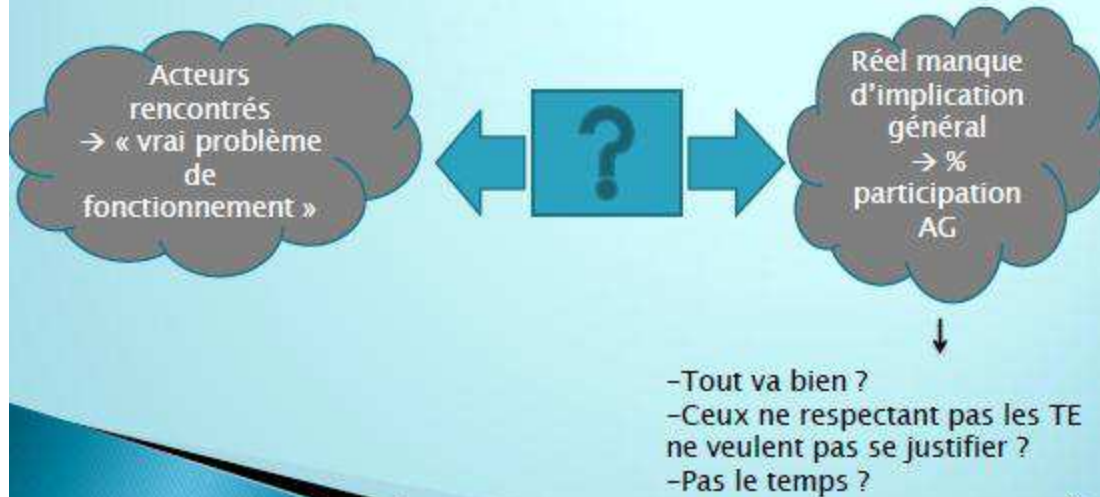 Acteurs
rencontrés
→ « vrai problème
de
fonctionnement »
?
Réel manque
d'implication
général
→ %
participation
AG
-Tout va bien ?
-Ceux ne respectant pas les TE
ne veulent pas se justifier ?
-Pas le temps ?